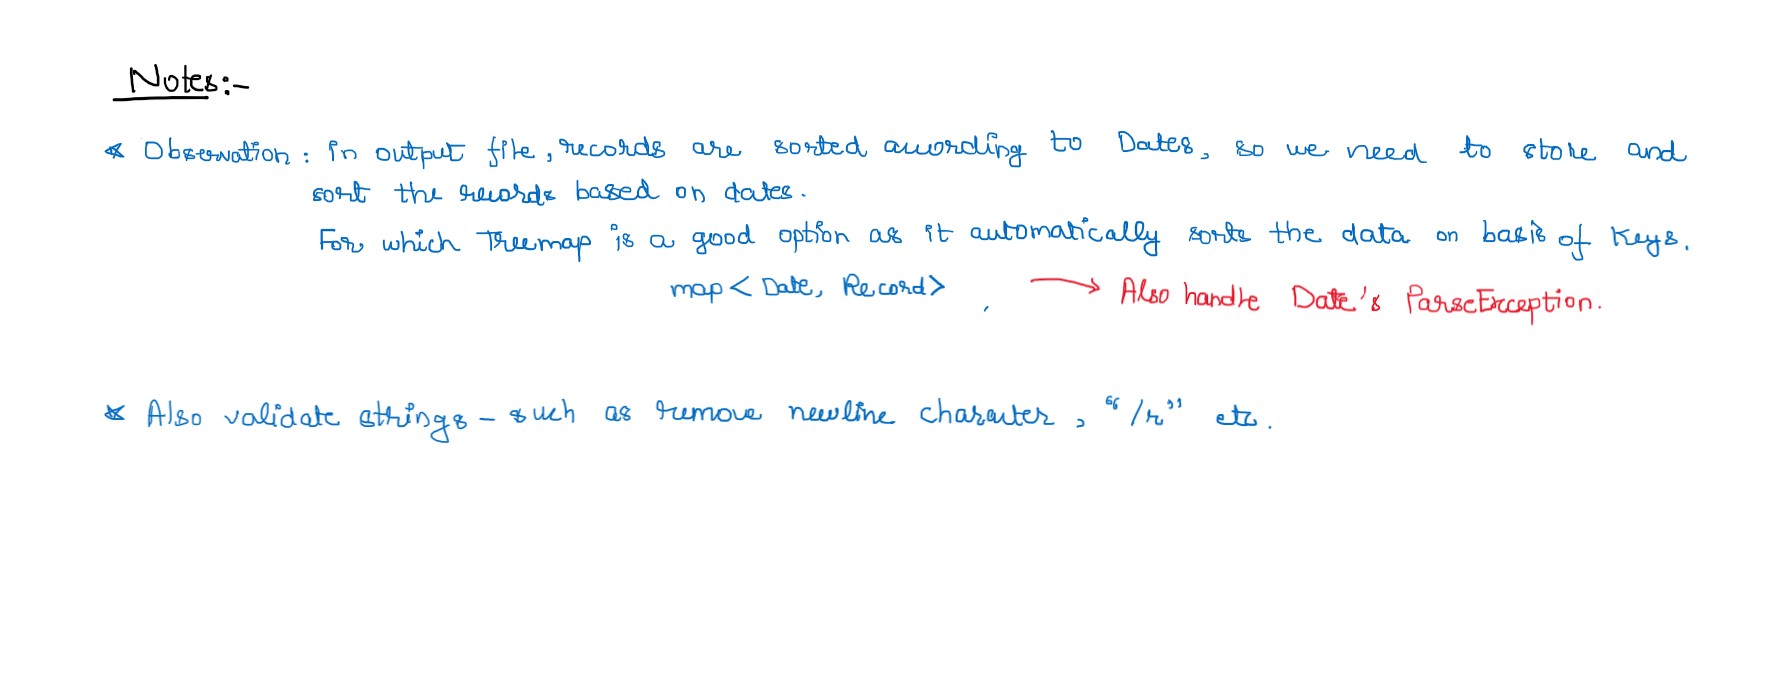 Notes:-
* Observation : in output file, records are sorted according to Dates, so we need to store and
sort the records based on dates.
For which Treemap is a good option as it automatically sorts the data on basis of Keys.
map < Date, Record > , → Also handle Date's ParseException.
* Also validate strings - such as remove newline character, "/r" etc.